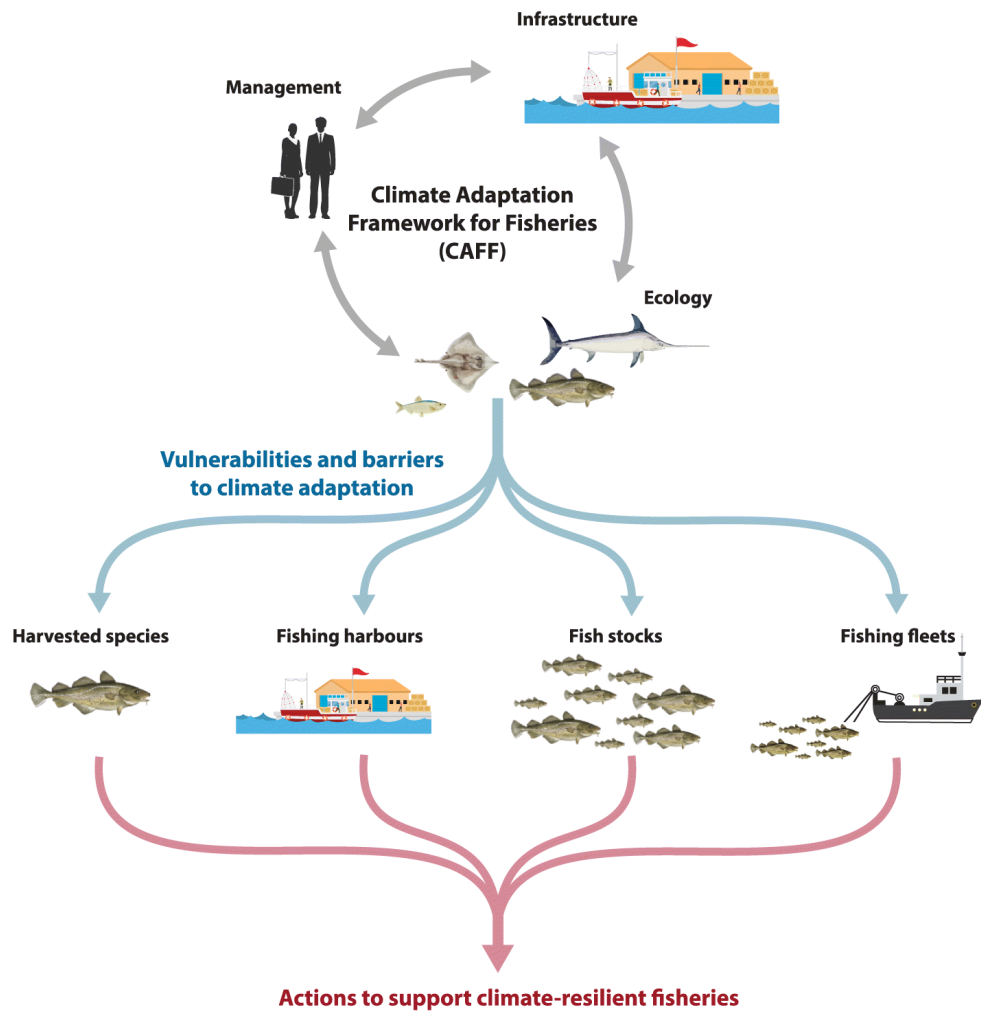 Infrastructure
Management
Climate Adaptation
Framework for Fisheries
(CAFF)
Ecology
Vulnerabilities and barriers
to climate adaptation
Harvested species
Fishing harbours
Fish stocks
Fishing fleets
Actions to support climate-resilient fisheries